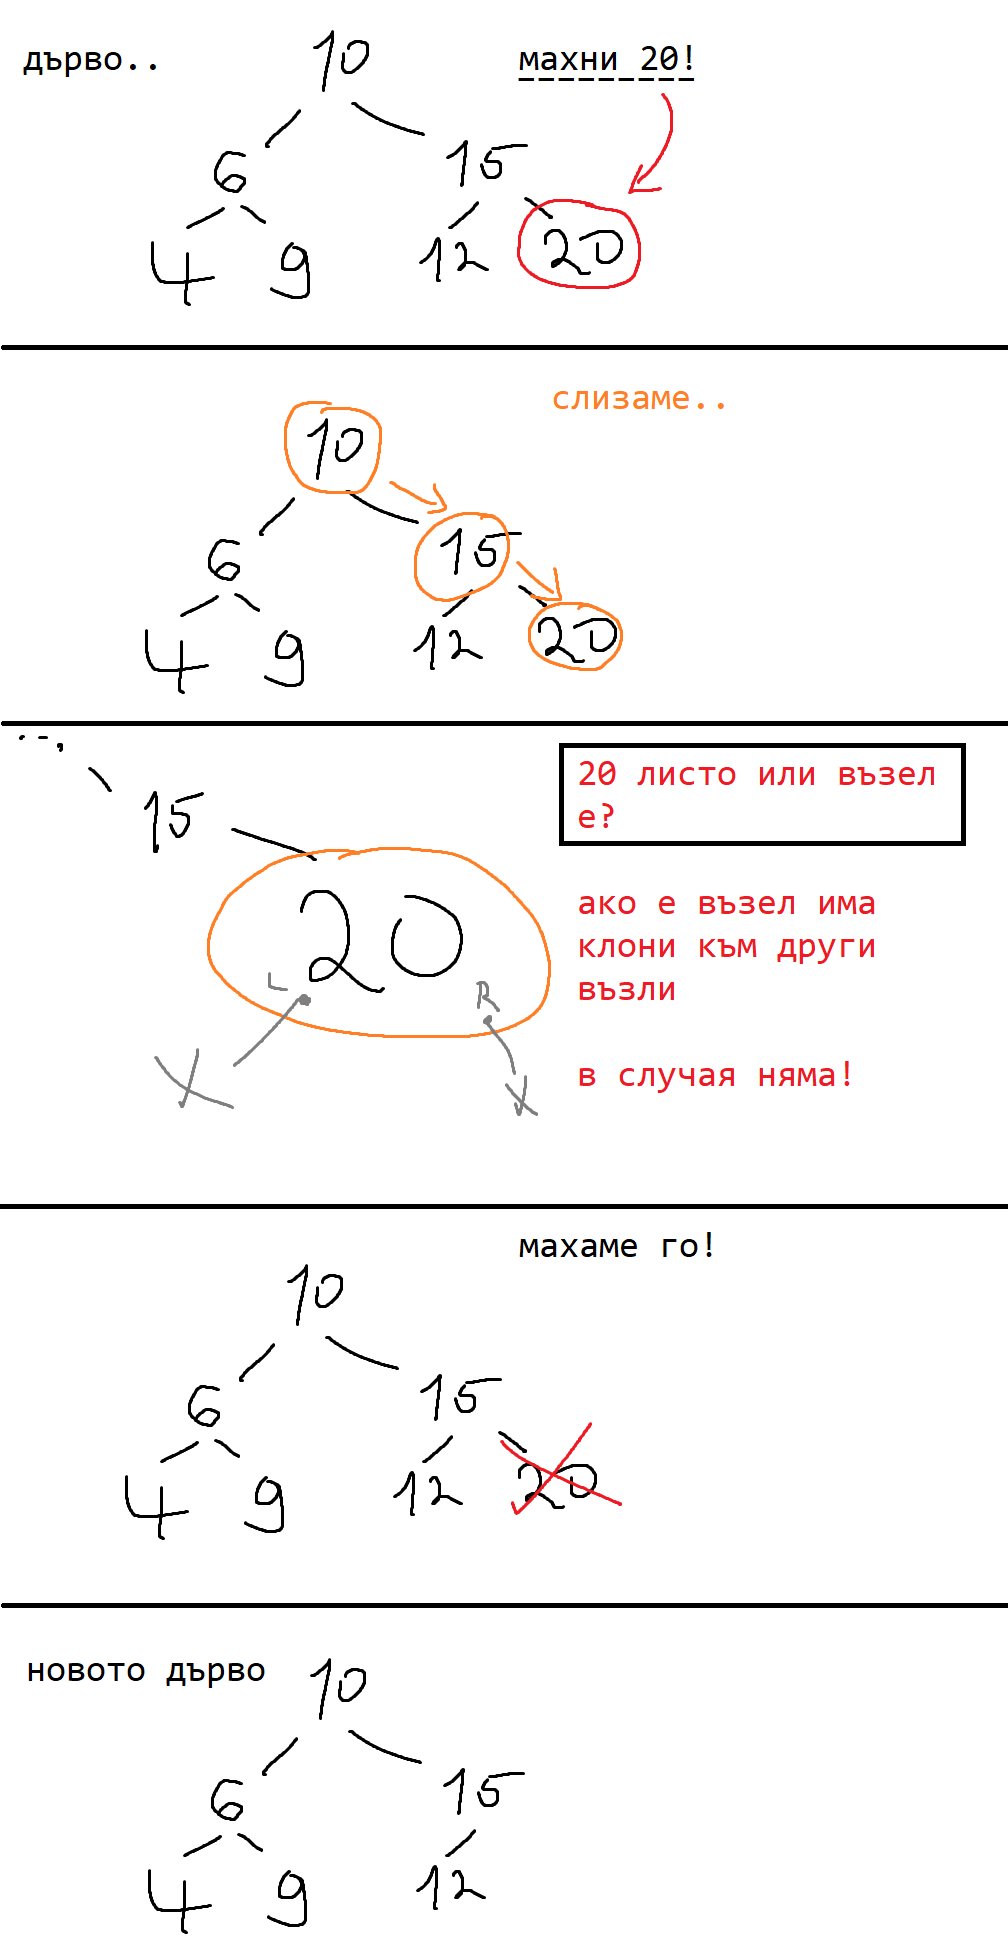 дърво..
махни 20!
10
6 15
4 9 12 20
слизаме..
10
6 15
4 9 12 20
20 листо или възел
е?
15
20
L R
ако е възел има
клони към други
възли
в случая няма!
махаме го!
10
6 15
4 9 12 20
новото дърво
10
6 15
4 9 12